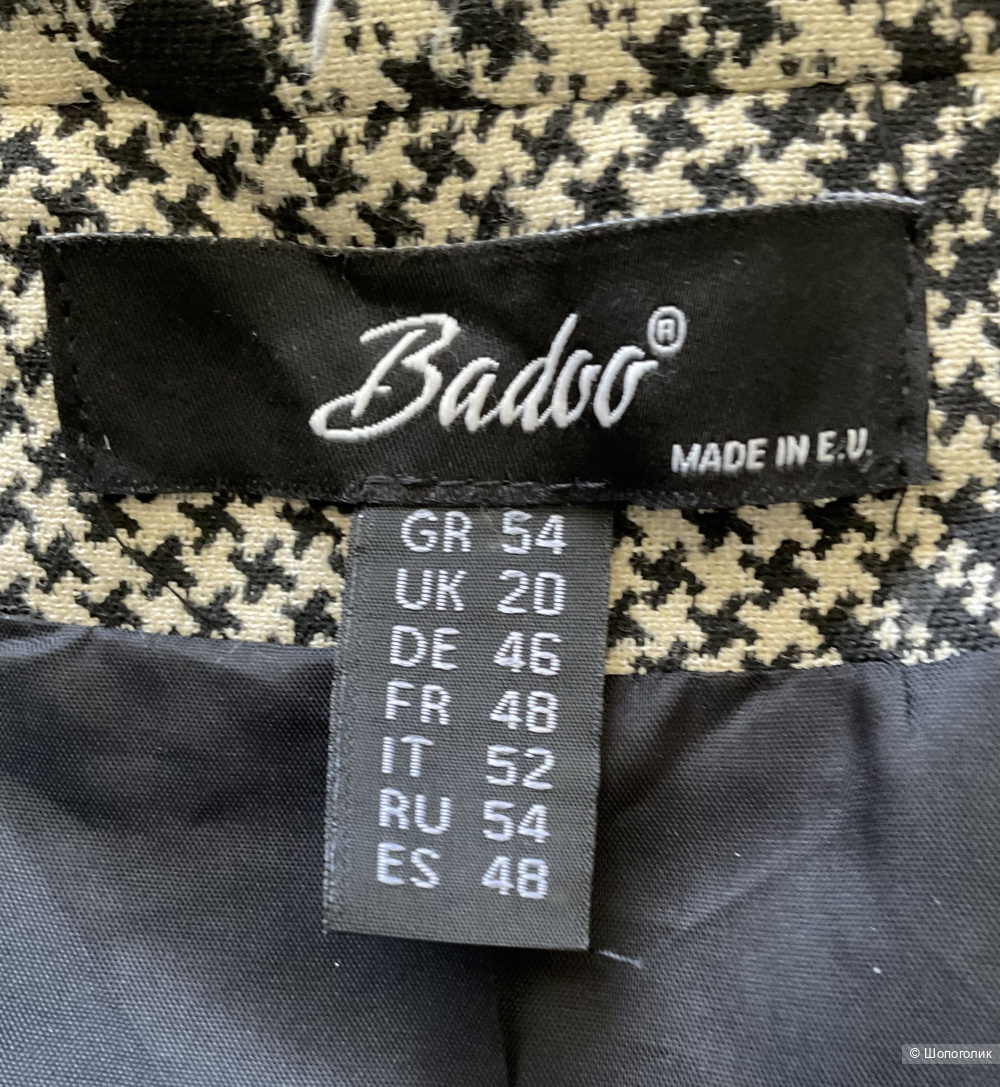 Badoo®
MADE IN E.U.
GR 54
UK 20
DE 46
FR 48
IT 52
RU 54
ES 48
© Шопоголик